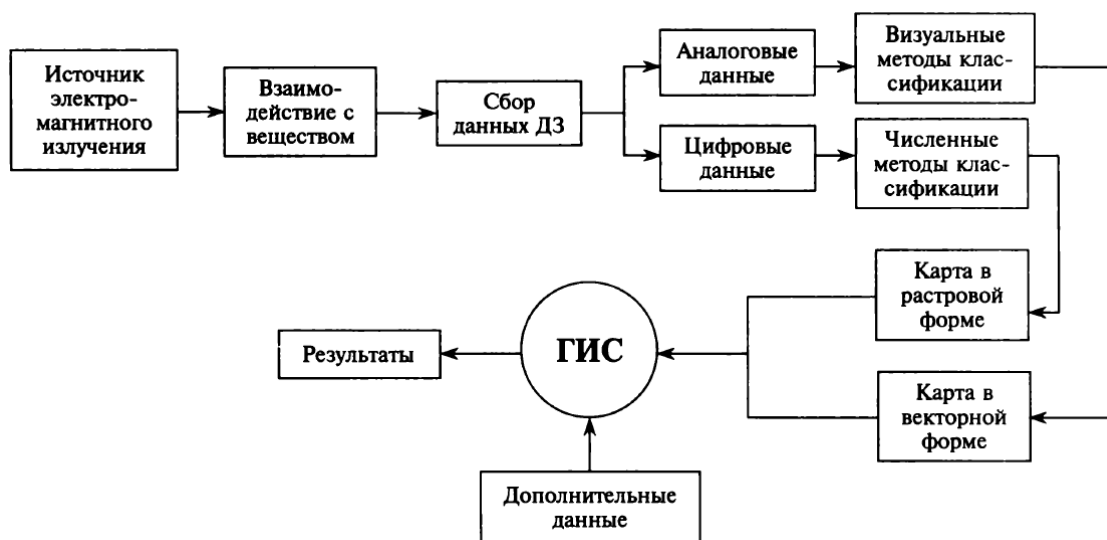 Источник
электро-
магнитного
излучения
Взаимо-
действие с
веществом
Сбор
данных ДЗ
Аналоговые
данные
Визуальные
методы клас-
сификации
Цифровые
данные
Численные
методы клас-
сификации
Карта в
растровой
форме
Результаты
ГИС
Карта в
векторной
форме
Дополнительные
данные